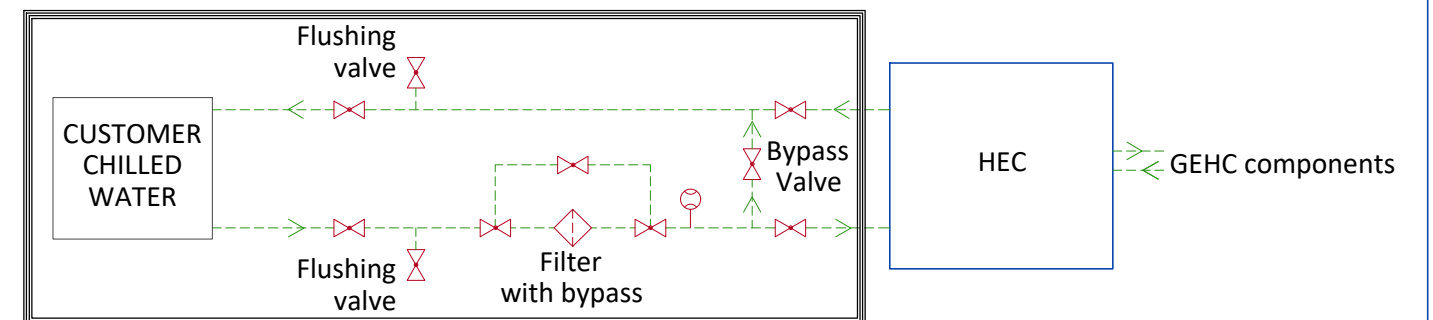 Flushing
valve
CUSTOMER
CHILLED
WATER
Bypass
Valve
HEC
GEHC components
Flushing
valve
Filter
with bypass